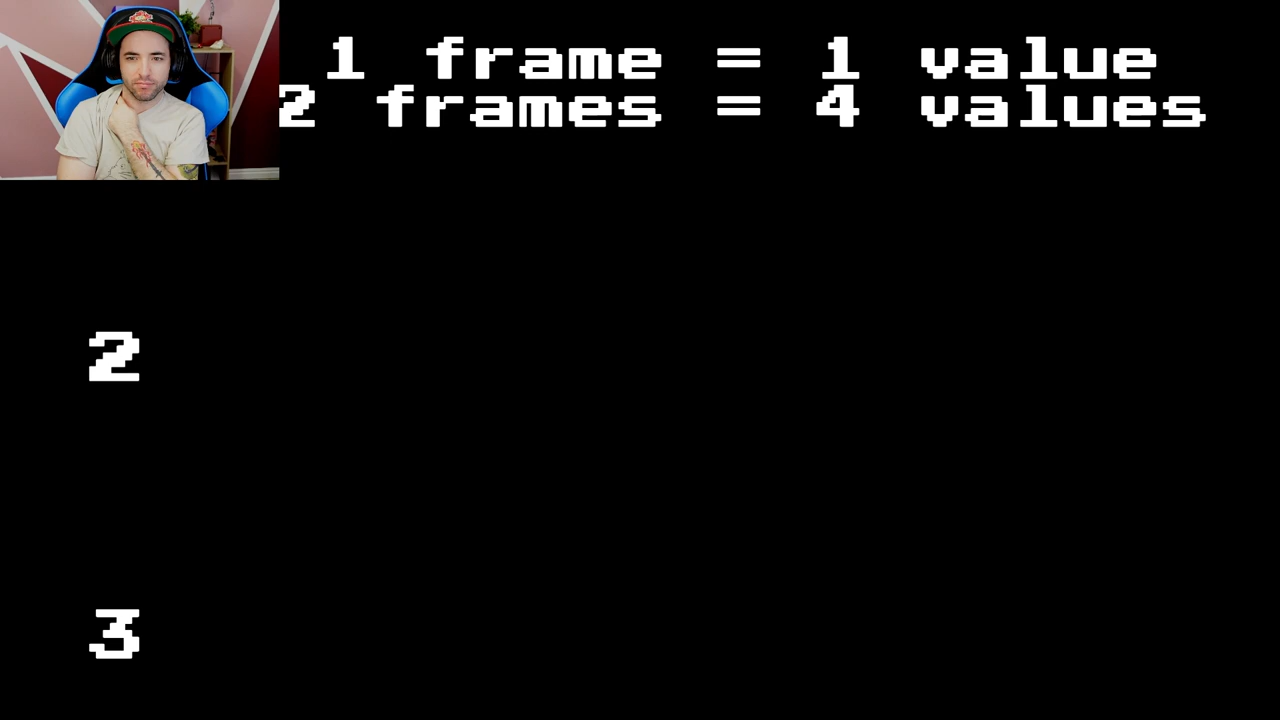 1 frame = 1 value
2 frames = 4 values
2
3